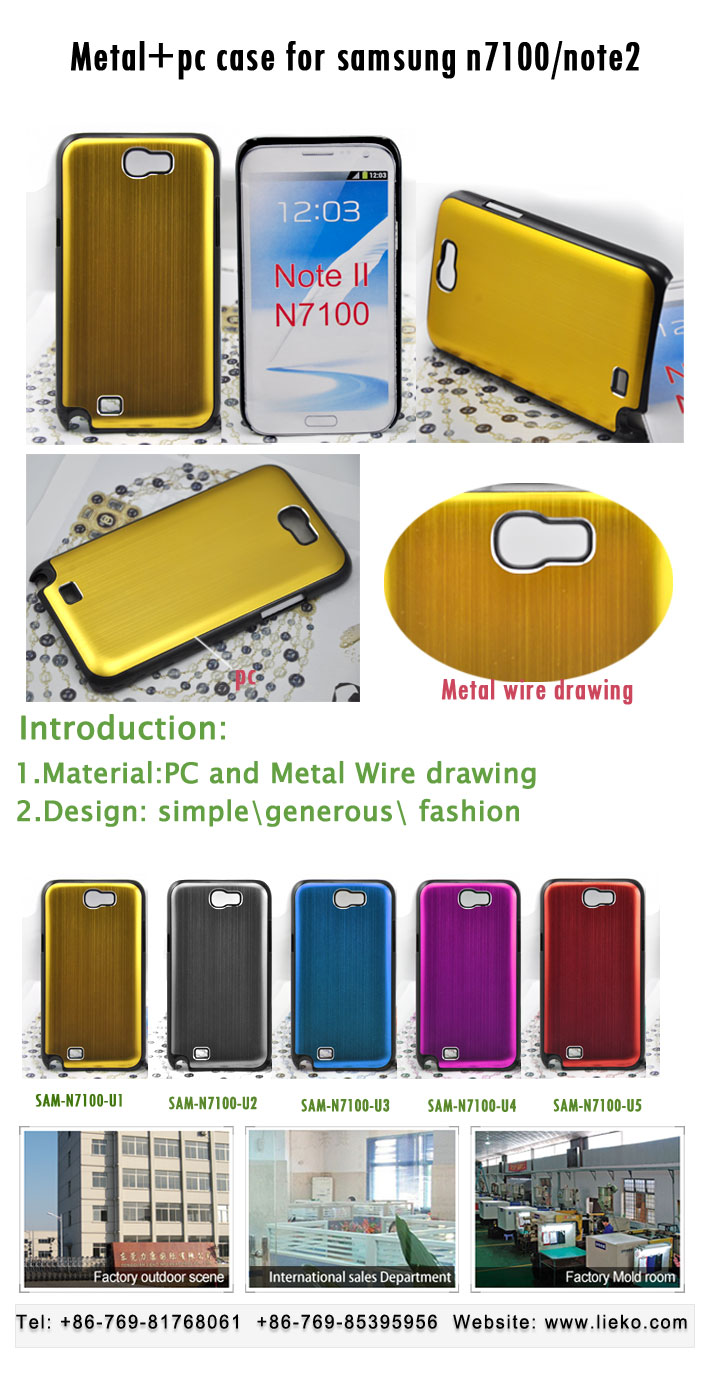 Metal+pc case for samsung n7100/note2
12:03
12:03
Note II
N7100
pc
Metal wire drawing
Introduction:
1.Material:PC and Metal Wire drawing
2.Design: simple\generous\ fashion
SAM-N7100-U1
SAM-N7100-U2
SAM-N7100-U3
SAM-N7100-U4
SAM-N7100-U5
Factory outdoor scene
International sales Department
Factory Mold room
Tel: +86-769-81768061 +86-769-85395956 Website: www.lieko.com